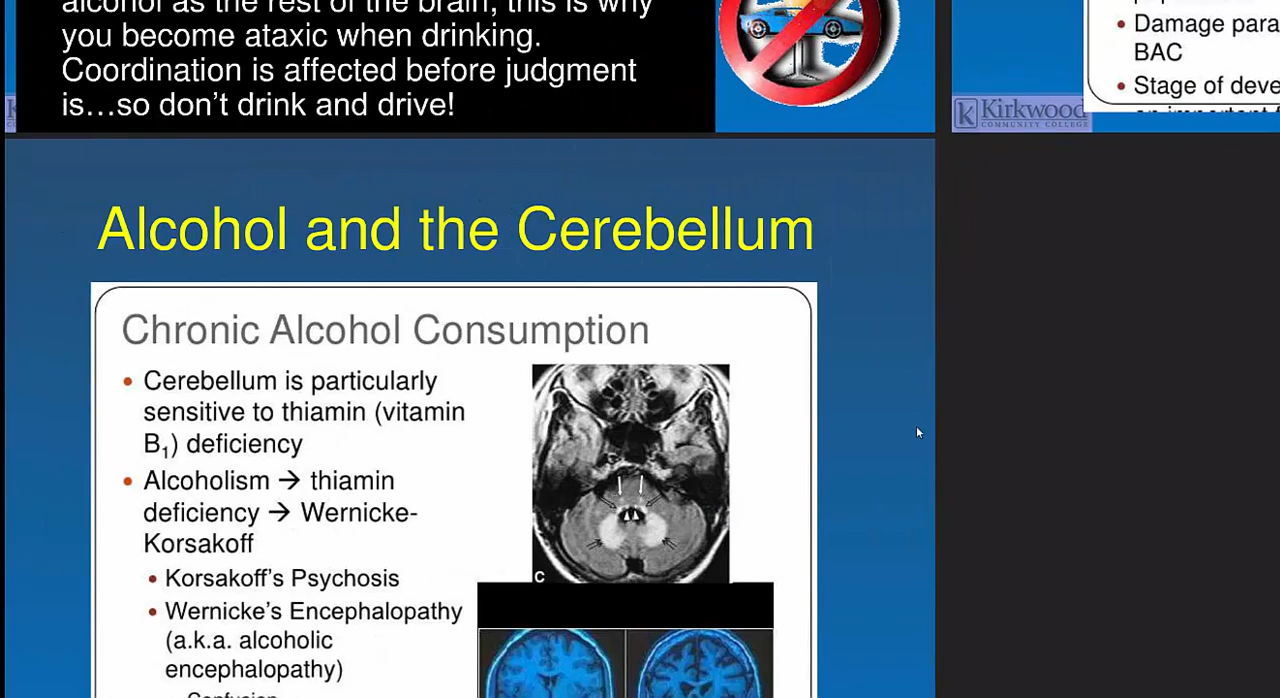 alcohol as the rest of the brain, this is why
you become ataxic when drinking.
Coordination is affected before judgment
is…so don't drink and drive!
• Damage para
BAC
• Stage of deve
Kirkwood
COMMUNITY COLLEGE
Alcohol and the Cerebellum
Chronic Alcohol Consumption
• Cerebellum is particularly
sensitive to thiamin (vitamin
B₁) deficiency
• Alcoholism → thiamin
deficiency → Wernicke-
Korsakoff
• Korsakoff's Psychosis
• Wernicke's Encephalopathy
(a.k.a. alcoholic
encephalopathy)
Confusion
C